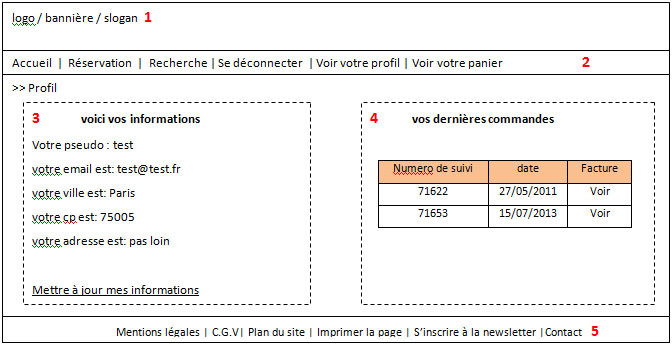 logo / bannière / slogan 1
Accueil | Réservation | Recherche | Se déconnecter | Voir votre profil | Voir votre panier 2
>> Profil
3 voici vos informations
Votre pseudo : test
votre email est: test@test.fr
votre ville est: Paris
votre cp est: 75005
votre adresse est: pas loin
Mettre à jour mes informations
4 vos dernières commandes
Numero de suivi date Facture
71622 27/05/2011 Voir
71653 15/07/2013 Voir
Mentions légales | C.G.V | Plan du site | Imprimer la page | S'inscrire à la newsletter | Contact 5